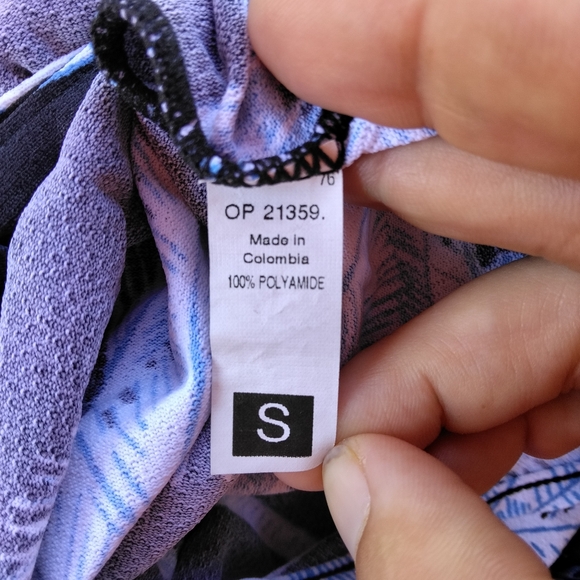 76
OP 21359.
Made in
Colombia
100% POLYAMIDE
S